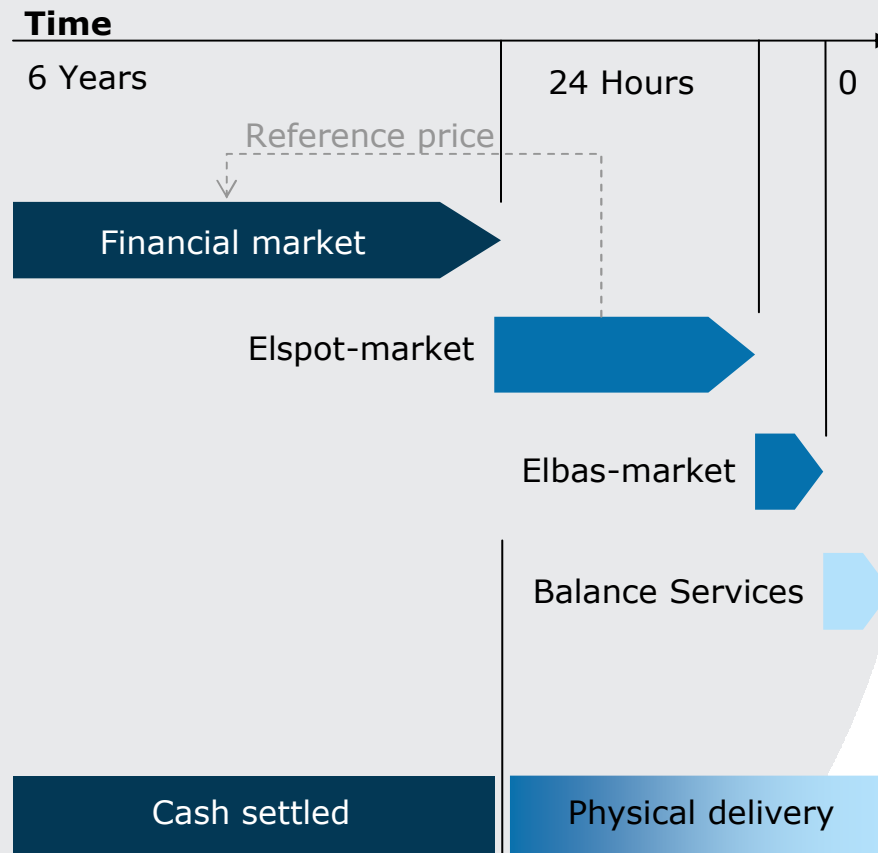 Time
6 Years
24 Hours
0
Reference price
Financial market
Elspot-market
Elbas-market
Balance Services
Cash settled
Physical delivery